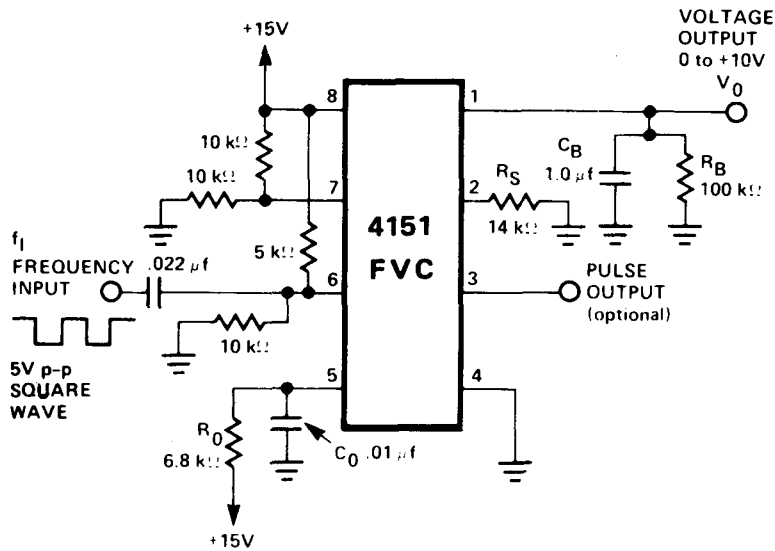 +15V
VOLTAGE
OUTPUT
0 to +10V
V0
8
1
10 kΩ
10 kΩ
7
2
RS
14 kΩ
CB
1.0 µf
RB
100 kΩ
4151
FVC
fI
FREQUENCY
INPUT
.022 µf
5 kΩ
6
3
PULSE
OUTPUT
(optional)
10 kΩ
5V p-p
SQUARE
WAVE
5
4
R0
6.8 kΩ
C0 .01 µf
+15V